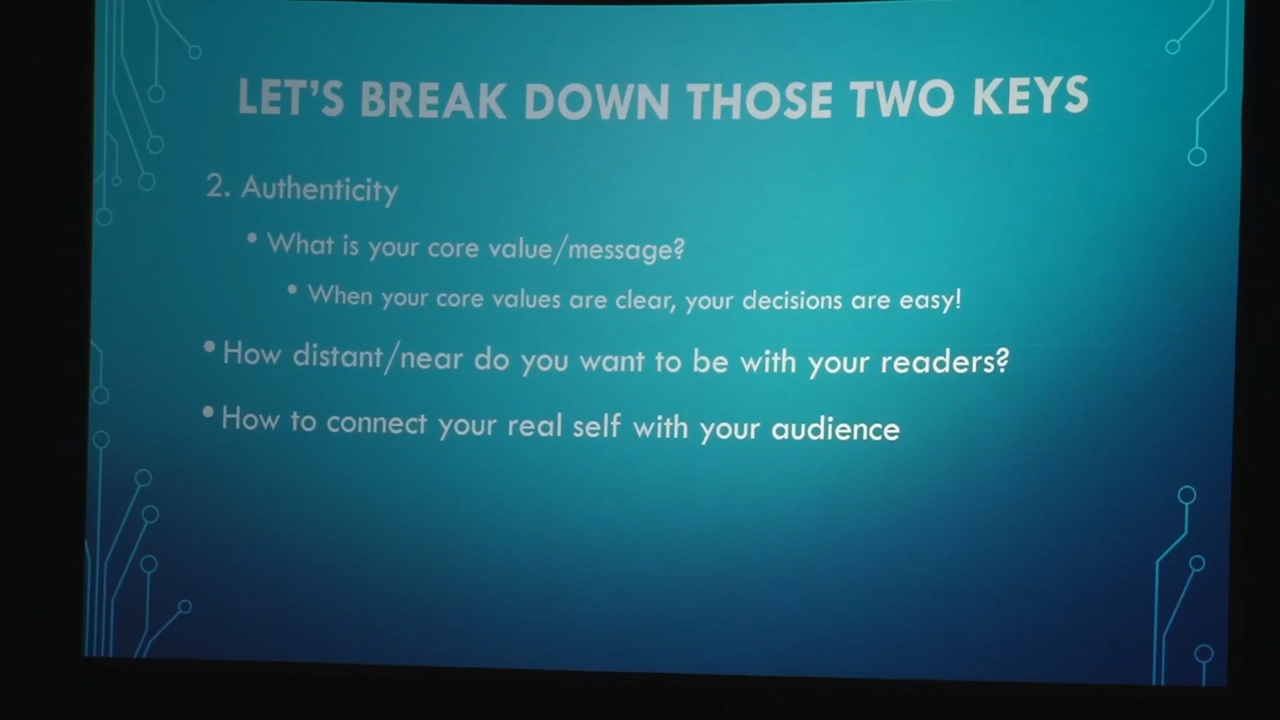 LET'S BREAK DOWN THOSE TWO KEYS
2. Authenticity
• What is your core value/message?
• When your core values are clear, your decisions are easy!
• How distant/near do you want to be with your readers?
• How to connect your real self with your audience